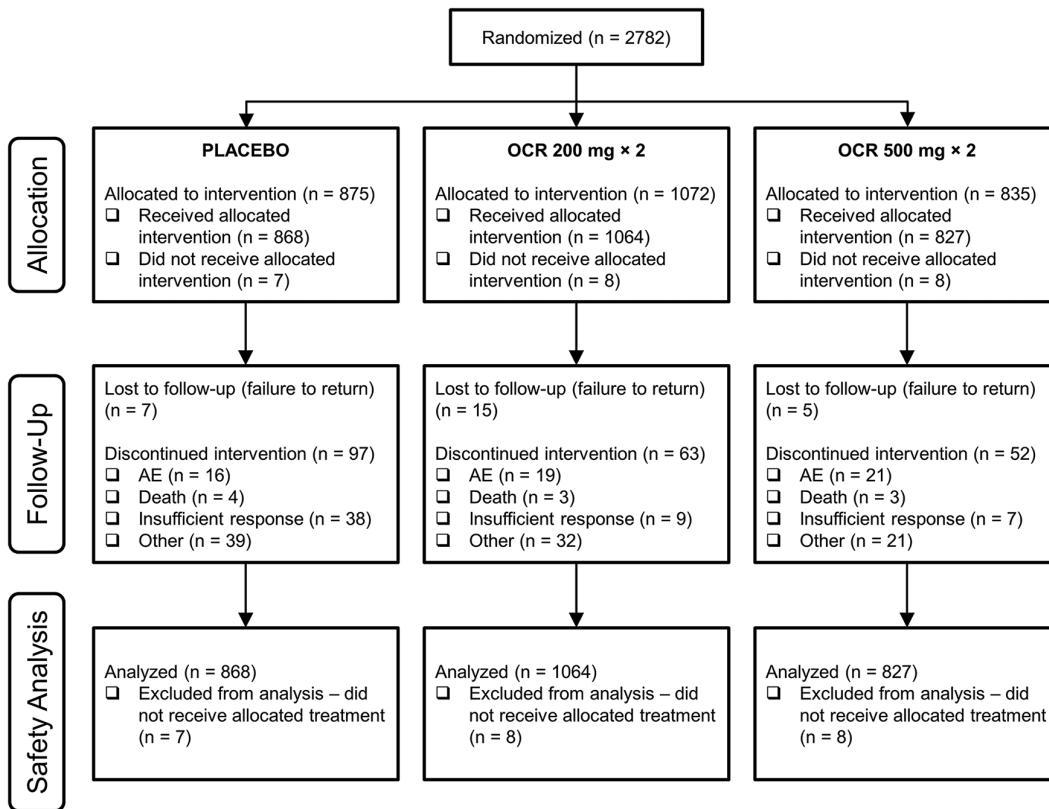 Randomized (n = 2782)
Allocation
PLACEBO
Allocated to intervention (n = 875)
❑ Received allocated
intervention (n = 868)
❑ Did not receive allocated
intervention (n = 7)
OCR 200 mg × 2
Allocated to intervention (n = 1072)
❑ Received allocated
intervention (n = 1064)
❑ Did not receive allocated
intervention (n = 8)
OCR 500 mg × 2
Allocated to intervention (n = 835)
❑ Received allocated
intervention (n = 827)
❑ Did not receive allocated
intervention (n = 8)
Follow-Up
Lost to follow-up (failure to return)
(n = 7)
Discontinued intervention (n = 97)
❑ AE (n = 16)
❑ Death (n = 4)
❑ Insufficient response (n = 38)
❑ Other (n = 39)
Lost to follow-up (failure to return)
(n = 15)
Discontinued intervention (n = 63)
❑ AE (n = 19)
❑ Death (n = 3)
❑ Insufficient response (n = 9)
❑ Other (n = 32)
Lost to follow-up (failure to return)
(n = 5)
Discontinued intervention (n = 52)
❑ AE (n = 21)
❑ Death (n = 3)
❑ Insufficient response (n = 7)
❑ Other (n = 21)
Safety Analysis
Analyzed (n = 868)
❑ Excluded from analysis – did
not receive allocated treatment
(n = 7)
Analyzed (n = 1064)
❑ Excluded from analysis – did
not receive allocated treatment
(n = 8)
Analyzed (n = 827)
❑ Excluded from analysis – did
not receive allocated treatment
(n = 8)